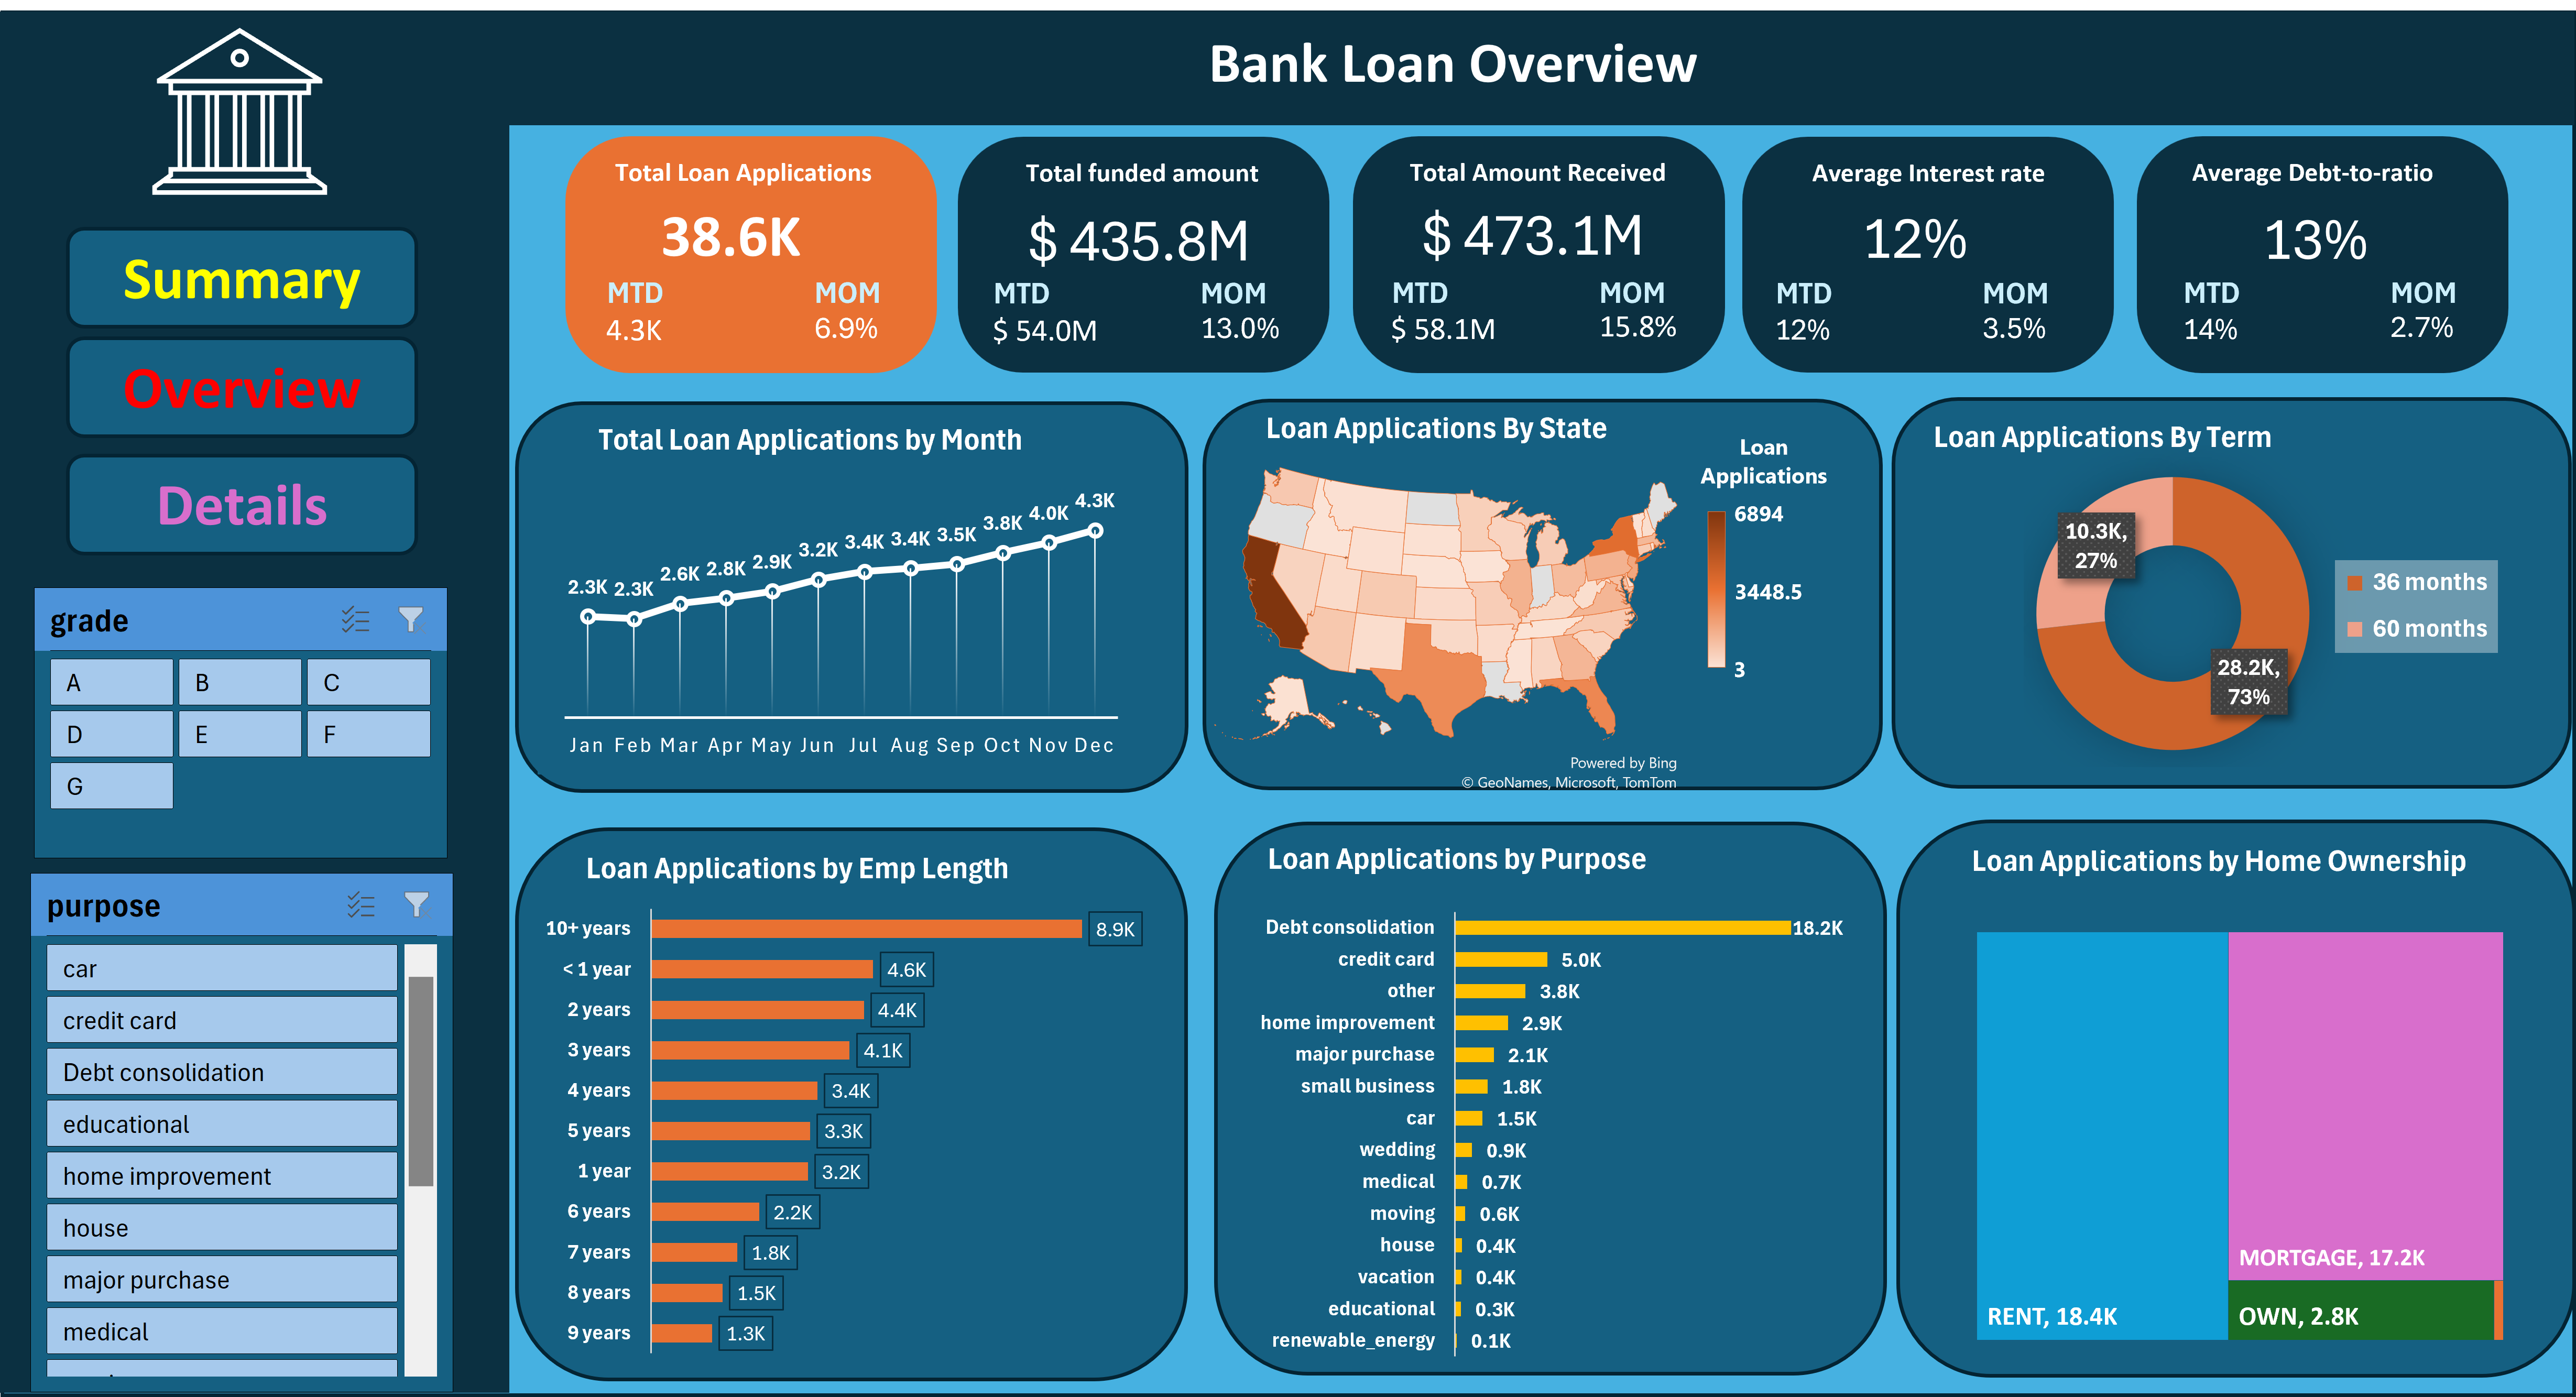 Bank Loan Overview
Summary
Overview
Details
grade
A
B
C
D
E
F
G
purpose
car
credit card
Debt consolidation
educational
home improvement
house
major purchase
medical
Total Loan Applications
38.6K
MTD
MOM
4.3K
6.9%
Total funded amount
$ 435.8M
MTD
MOM
$ 54.0M
13.0%
Total Amount Received
$ 473.1M
MTD
MOM
$ 58.1M
15.8%
Average Interest rate
12%
MTD
MOM
12%
3.5%
Average Debt-to-ratio
13%
MTD
MOM
14%
2.7%
Total Loan Applications by Month
2.3K
2.3K
2.6K
2.8K
2.9K
3.2K
3.4K
3.4K
3.5K
3.8K
4.0K
4.3K
Jan Feb Mar Apr May Jun Jul Aug Sep Oct Nov Dec
Loan Applications By State
Loan
Applications
6894
3448.5
3
Powered by Bing
© GeoNames, Microsoft, TomTom
Loan Applications By Term
10.3K,
27%
28.2K,
73%
36 months
60 months
Loan Applications by Emp Length
10+ years 8.9K
< 1 year 4.6K
2 years 4.4K
3 years 4.1K
4 years 3.4K
5 years 3.3K
1 year 3.2K
6 years 2.2K
7 years 1.8K
8 years 1.5K
9 years 1.3K
Loan Applications by Purpose
Debt consolidation 18.2K
credit card 5.0K
other 3.8K
home improvement 2.9K
major purchase 2.1K
small business 1.8K
car 1.5K
wedding 0.9K
medical 0.7K
moving 0.6K
house 0.4K
vacation 0.4K
educational 0.3K
renewable_energy 0.1K
Loan Applications by Home Ownership
RENT, 18.4K
MORTGAGE, 17.2K
OWN, 2.8K